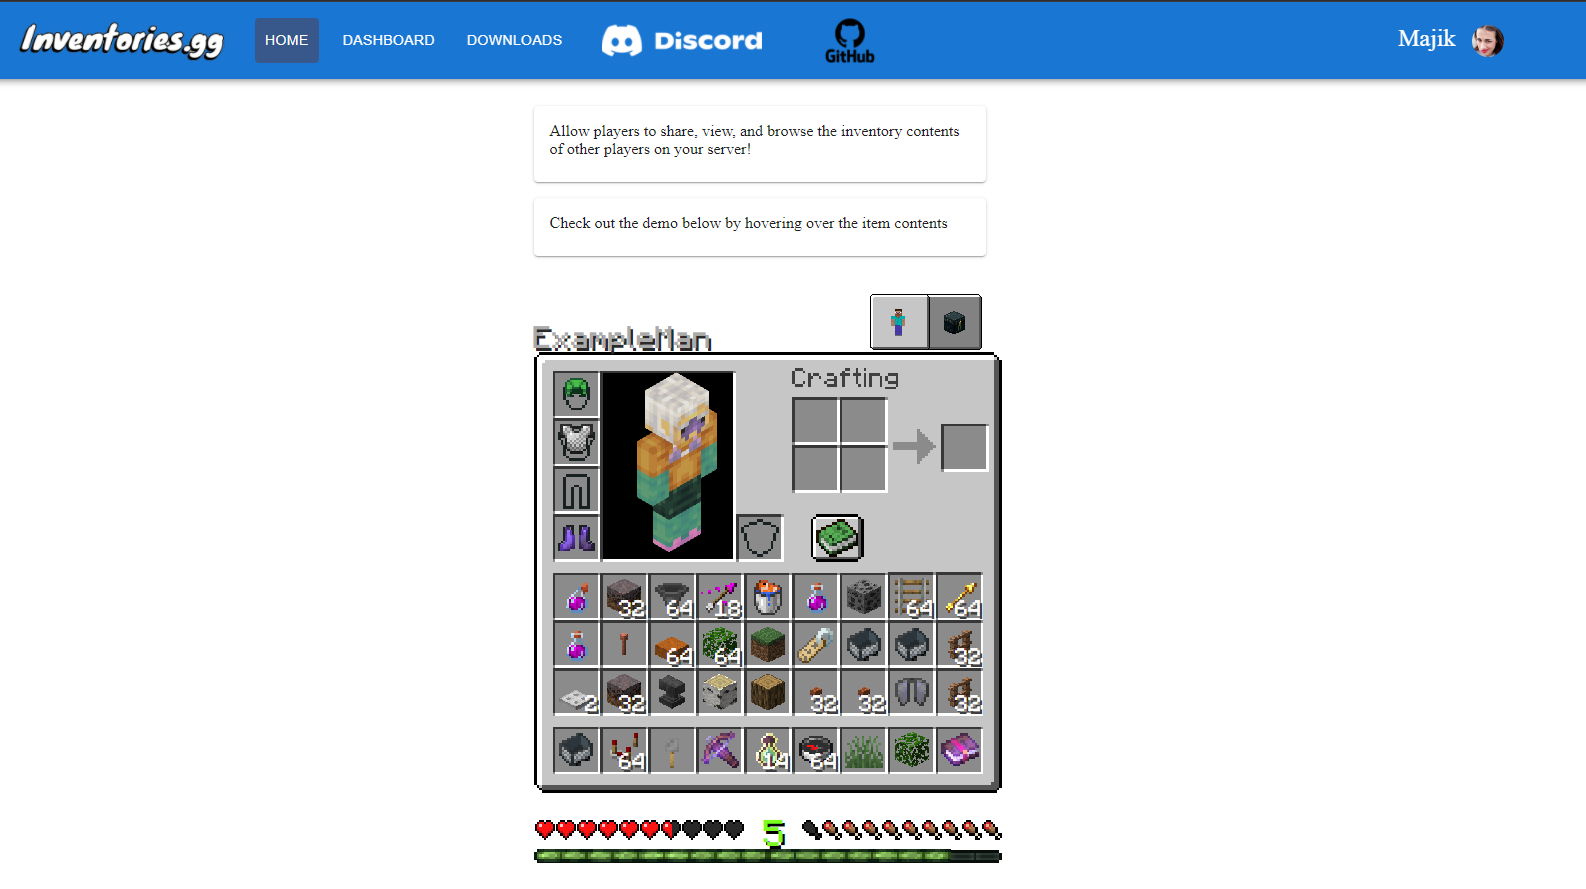 Inventories.gg
HOME
DASHBOARD
DOWNLOADS
Discord
GitHub
Majik
Allow players to share, view, and browse the inventory contents
of other players on your server!
Check out the demo below by hovering over the item contents
ExampleMan
Crafting
32 64 18 64 64
64 64 32
2 32 32 32 32
64 14 64
5